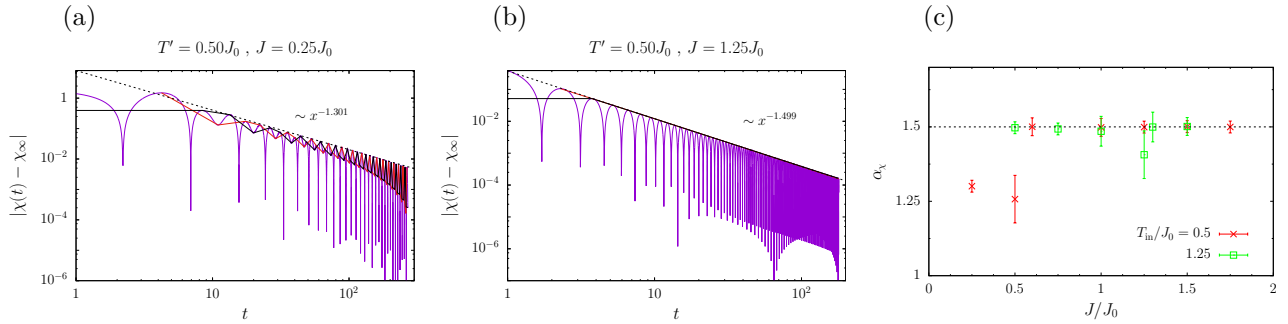 (a)
T′ = 0.50J₀ , J = 0.25J₀
|χ(t) − χ∞|
1
10⁻²
10⁻⁴
10⁻⁶
∼ x⁻¹·³⁰¹
1
10
10²
t
(b)
T′ = 0.50J₀ , J = 1.25J₀
|χ(t) − χ∞|
1
10⁻²
10⁻⁴
10⁻⁶
∼ x⁻¹·⁴⁹⁹
1
10
10²
t
(c)
αχ
1.5
1.25
1
T_in/J₀ = 0.5
1.25
0
0.5
1
1.5
2
J/J₀